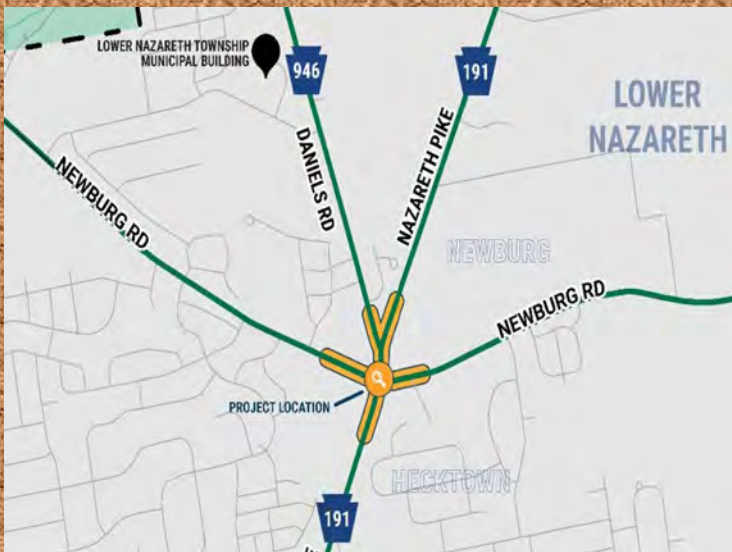 LOWER NAZARETH TOWNSHIP
MUNICIPAL BUILDING
946
191
LOWER
NAZARETH
DANIELS RD
NAZARETH PIKE
NEWBURG RD
NEWBURG
NEWBURG RD
PROJECT LOCATION
HECKTOWN
191